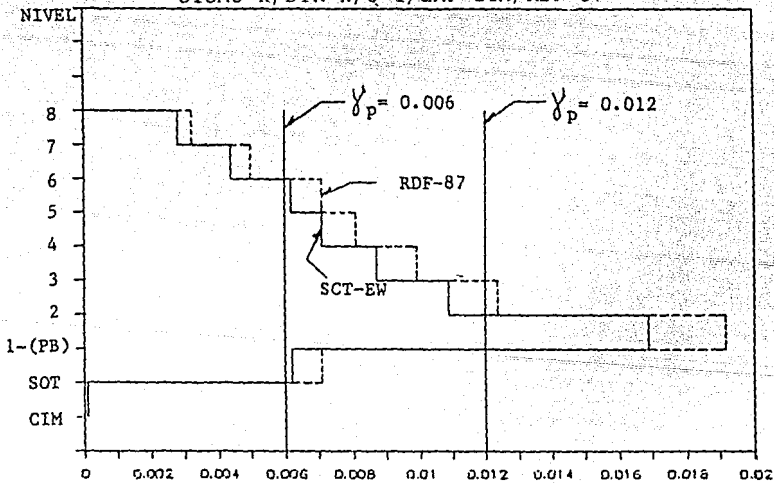 NIVEL
8
7
6
5
4
3
2
1-(PB)
SOT
CIM
γp= 0.006
γp= 0.012
RDF-87
SCT-EW
0 0.002 0.004 0.006 0.008 0.01 0.012 0.014 0.016 0.018 0.02